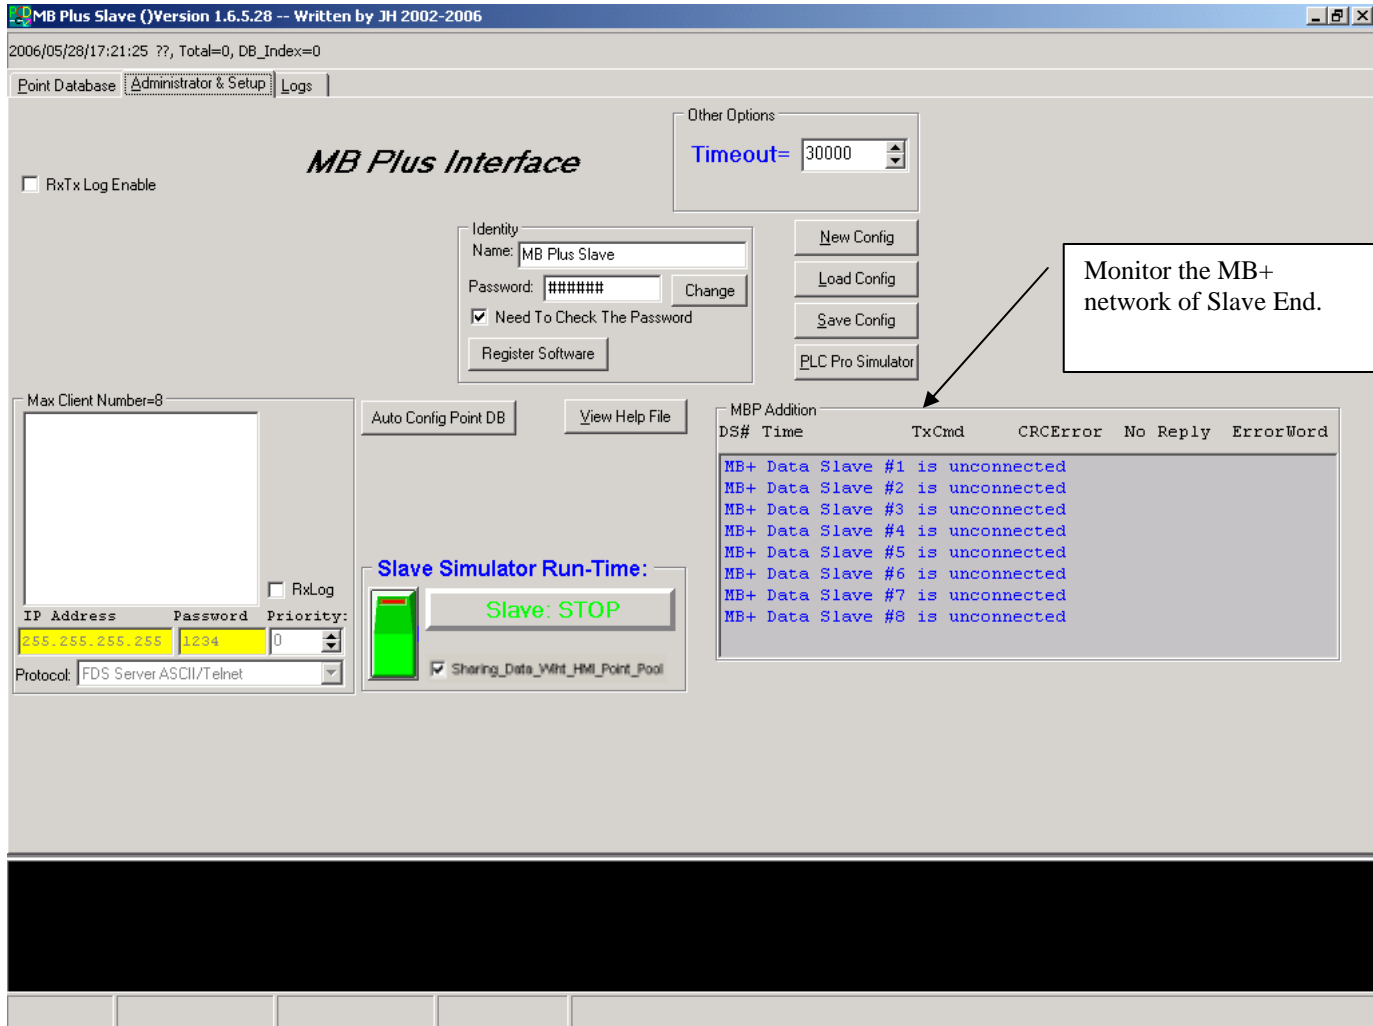 MB Plus Slave ()Version 1.6.5.28 -- Written by JH 2002-2006
2006/05/28/17:21:25 ??, Total=0, DB_Index=0
Point Database Administrator & Setup Logs
Other Options
Timeout= 30000
MB Plus Interface
RxTx Log Enable
Identity
Name: MB Plus Slave
Password: ###### Change
Need To Check The Password
Register Software
New Config
Load Config
Save Config
PLC Pro Simulator
Monitor the MB+
network of Slave End.
Max Client Number=8
RxLog
IP Address Password Priority:
255.255.255.255 1234 0
Protocol: FDS Server ASCII/Telnet
Auto Config Point DB View Help File
Slave Simulator Run-Time:
Slave: STOP
Sharing_Data_Wiht_HMI_Point_Pool
MBP Addition
DS# Time TxCmd CRCError No Reply ErrorWord
MB+ Data Slave #1 is unconnected
MB+ Data Slave #2 is unconnected
MB+ Data Slave #3 is unconnected
MB+ Data Slave #4 is unconnected
MB+ Data Slave #5 is unconnected
MB+ Data Slave #6 is unconnected
MB+ Data Slave #7 is unconnected
MB+ Data Slave #8 is unconnected